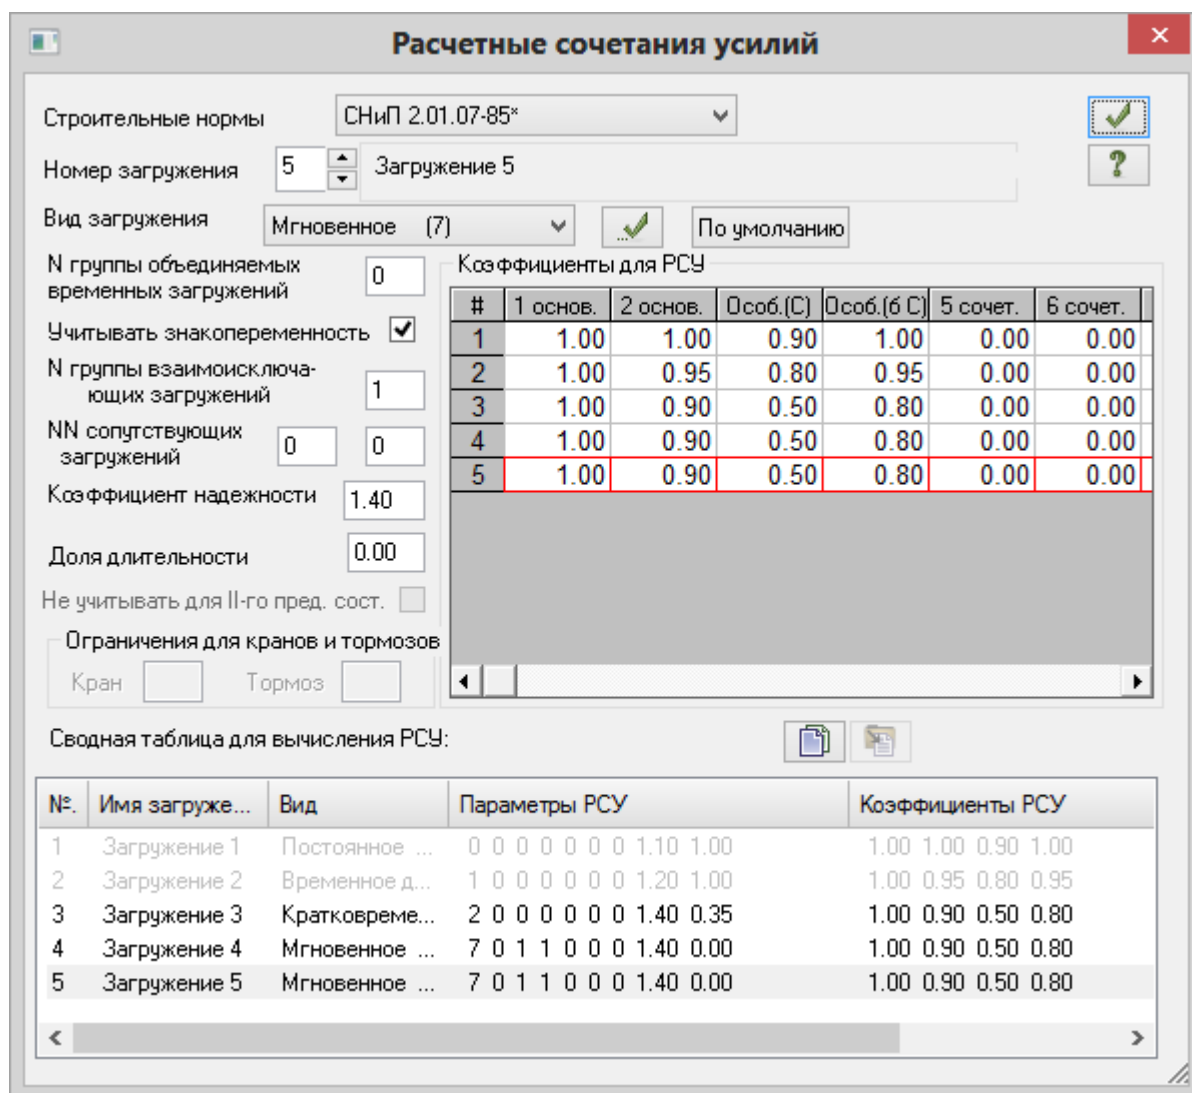 Расчетные сочетания усилий
Строительные нормы СНиП 2.01.07-85*
Номер загружения 5 Загружение 5
Вид загружения Мгновенное (7) По умолчанию
N группы объединяемых
временных загружений 0
Учитывать знакопеременность
N группы взаимоисключа-
ющих загружений 1
NN сопутствующих
загружений 0 0
Коэффициент надежности 1.40
Доля длительности 0.00
Не учитывать для II-го пред. сост.
Ограничения для кранов и тормозов
Кран Тормоз
Коэффициенты для РСУ
# 1 основ. 2 основ. Особ.(С) Особ.(б С) 5 сочет. 6 сочет.
1 1.00 1.00 0.90 1.00 0.00 0.00
2 1.00 0.95 0.80 0.95 0.00 0.00
3 1.00 0.90 0.50 0.80 0.00 0.00
4 1.00 0.90 0.50 0.80 0.00 0.00
5 1.00 0.90 0.50 0.80 0.00 0.00
Сводная таблица для вычисления РСУ:
№. Имя загруже... Вид Параметры РСУ Коэффициенты РСУ
1 Загружение 1 Постоянное ... 0 0 0 0 0 0 0 1.10 1.00 1.00 1.00 0.90 1.00
2 Загружение 2 Временное д... 1 0 0 0 0 0 0 1.20 1.00 1.00 0.95 0.80 0.95
3 Загружение 3 Кратковреме... 2 0 0 0 0 0 0 1.40 0.35 1.00 0.90 0.50 0.80
4 Загружение 4 Мгновенное ... 7 0 1 1 0 0 0 1.40 0.00 1.00 0.90 0.50 0.80
5 Загружение 5 Мгновенное ... 7 0 1 1 0 0 0 1.40 0.00 1.00 0.90 0.50 0.80